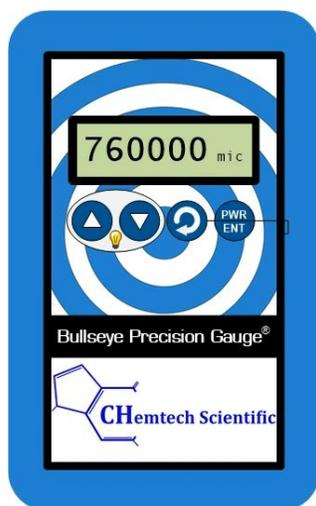 760000 mic
PWR
ENT
Bullseye Precision Gauge®
CHemtech Scientific